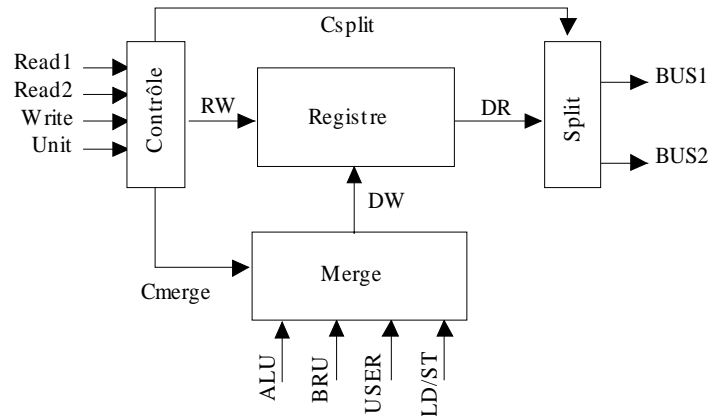 Csplit
Read1
Read2
Write
Unit
Contrôle
RW
Registre
DR
Split
BUS1
BUS2
DW
Merge
Cmerge
ALU
BRU
USER
LD/ST